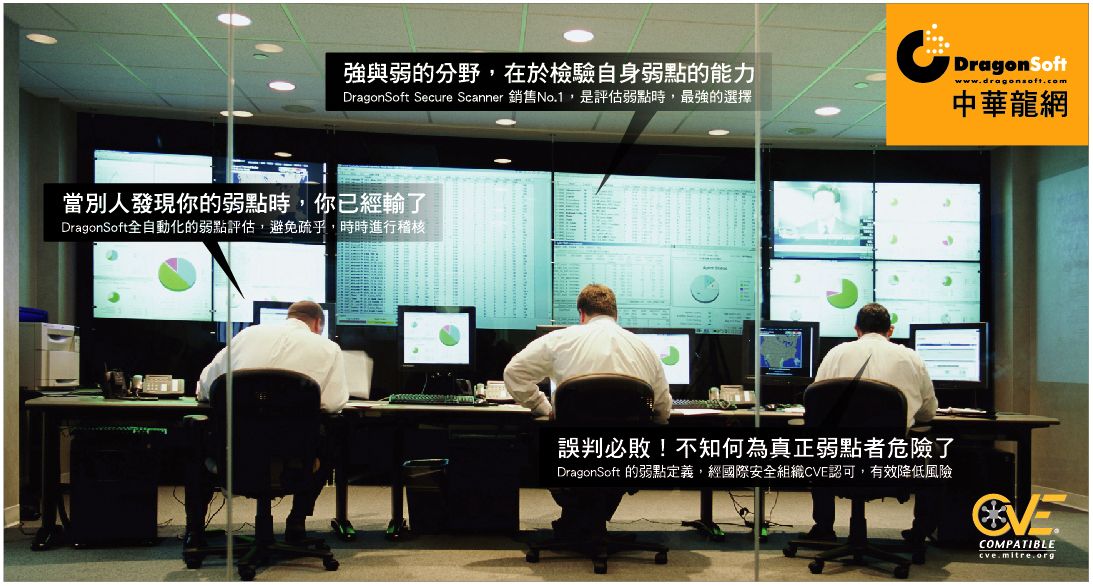 強與弱的分野，在於檢驗自身弱點的能力
DragonSoft Secure Scanner 銷售No.1，是評估弱點時，最強的選擇
DragonSoft
www.dragonsoft.com
中華龍網
當別人發現你的弱點時，你已經輸了
DragonSoft全自動化的弱點評估，避免疏乎，時時進行稽核
Agent Status
誤判必敗！不知何為真正弱點者危險了
DragonSoft 的弱點定義，經國際安全組織CVE認可，有效降低風險
CVE®
COMPATIBLE
cve.mitre.org